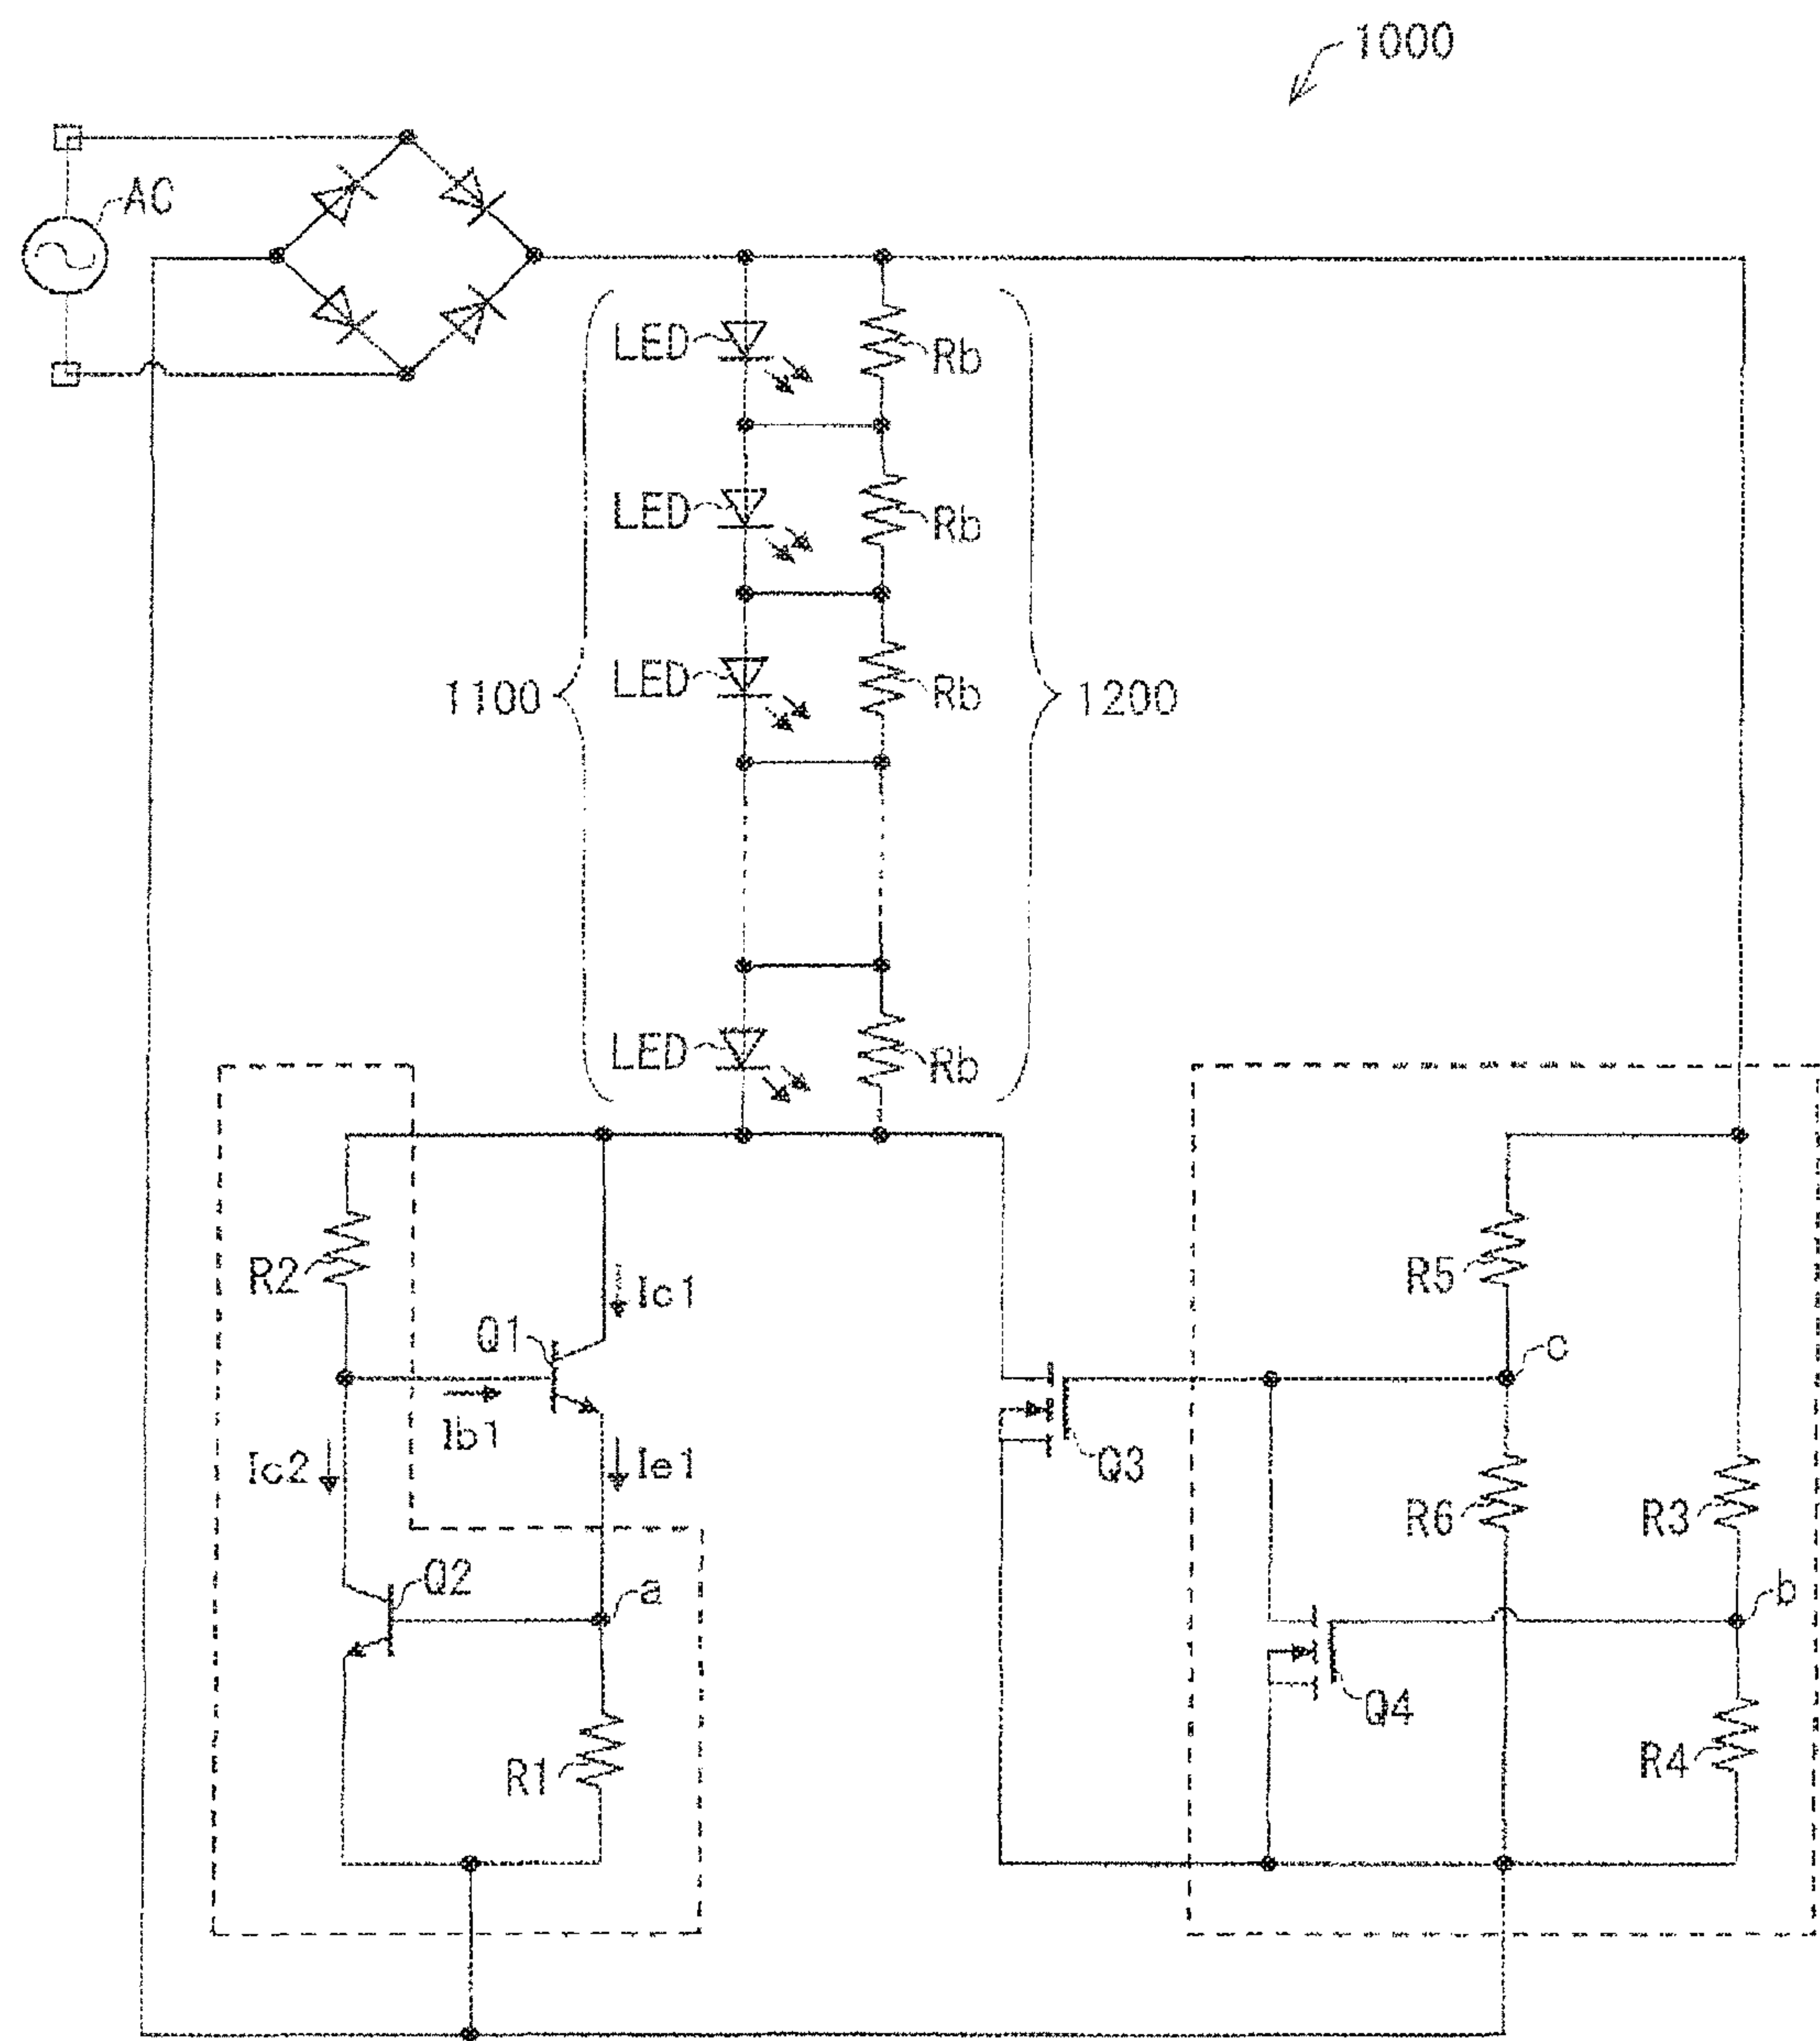 1000
AC
LED
Rb
LED
Rb
LED
Rb
1100
1200
LED
Rb
R2
Ic1
R5
Q1
c
Ib1
Ic2
Ie1
Q3
R6
R3
Q2
a
b
Q4
R1
R4